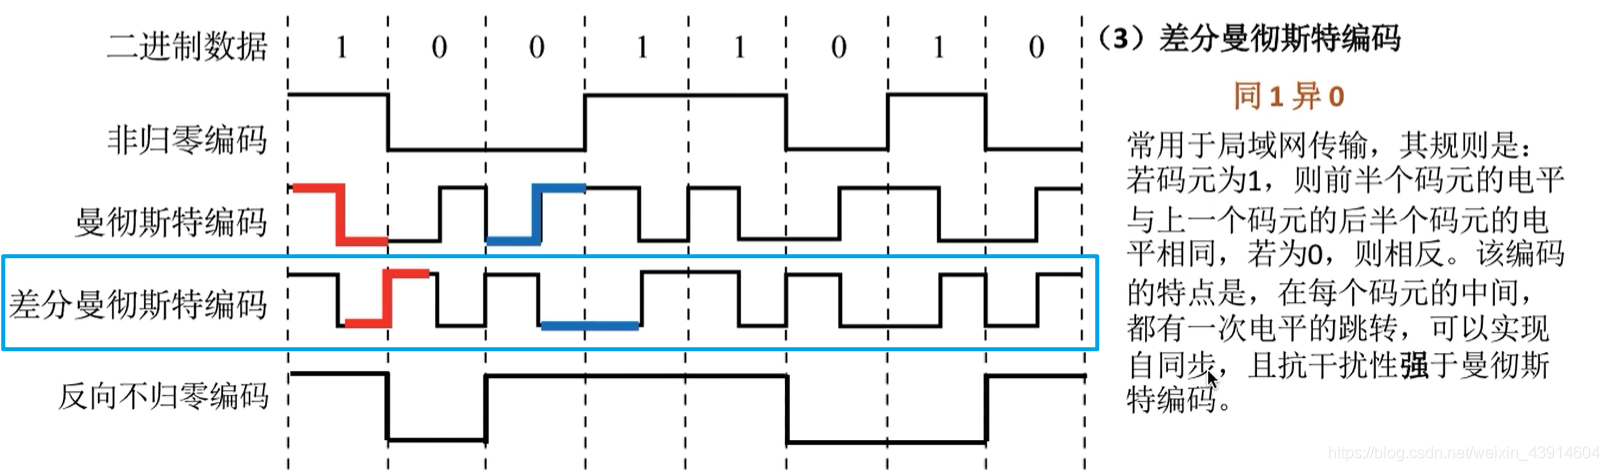 二进制数据 1 0 0 1 1 0 1 0
非归零编码
曼彻斯特编码
差分曼彻斯特编码
反向不归零编码
（3）差分曼彻斯特编码
同 1 异 0
常用于局域网传输，其规则是：
若码元为1，则前半个码元的电平
与上一个码元的后半个码元的电
平相同，若为0，则相反。该编码
的特点是，在每个码元的中间，
都有一次电平的跳转，可以实现
自同步，且抗干扰性强于曼彻斯
特编码。
https://blog.csdn.net/weixin_43914604